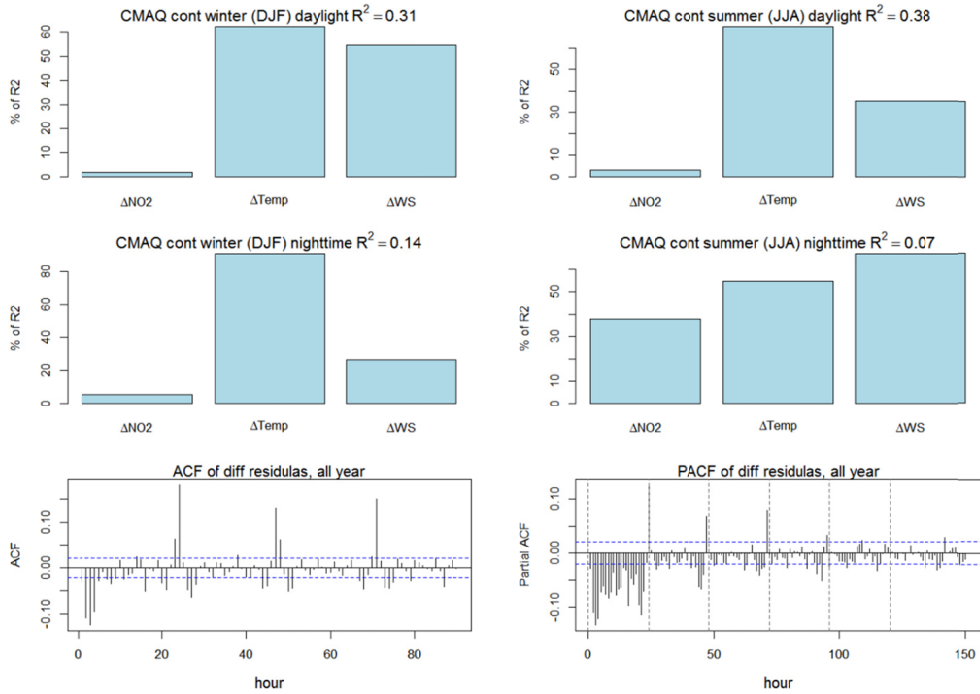 CMAQ cont winter (DJF) daylight R² = 0.31
% of R2
0 10 20 30 40 50 60
ΔNO2 ΔTemp ΔWS
CMAQ cont summer (JJA) daylight R² = 0.38
% of R2
0 10 30 50
ΔNO2 ΔTemp ΔWS
CMAQ cont winter (DJF) nighttime R² = 0.14
% of R2
0 20 40 60 80
ΔNO2 ΔTemp ΔWS
CMAQ cont summer (JJA) nighttime R² = 0.07
% of R2
0 10 30 50
ΔNO2 ΔTemp ΔWS
ACF of diff residulas, all year
ACF
-0.10 0.00 0.10
0 20 40 60 80
hour
PACF of diff residulas, all year
Partial ACF
-0.10 0.00 0.10
0 50 100 150
hour